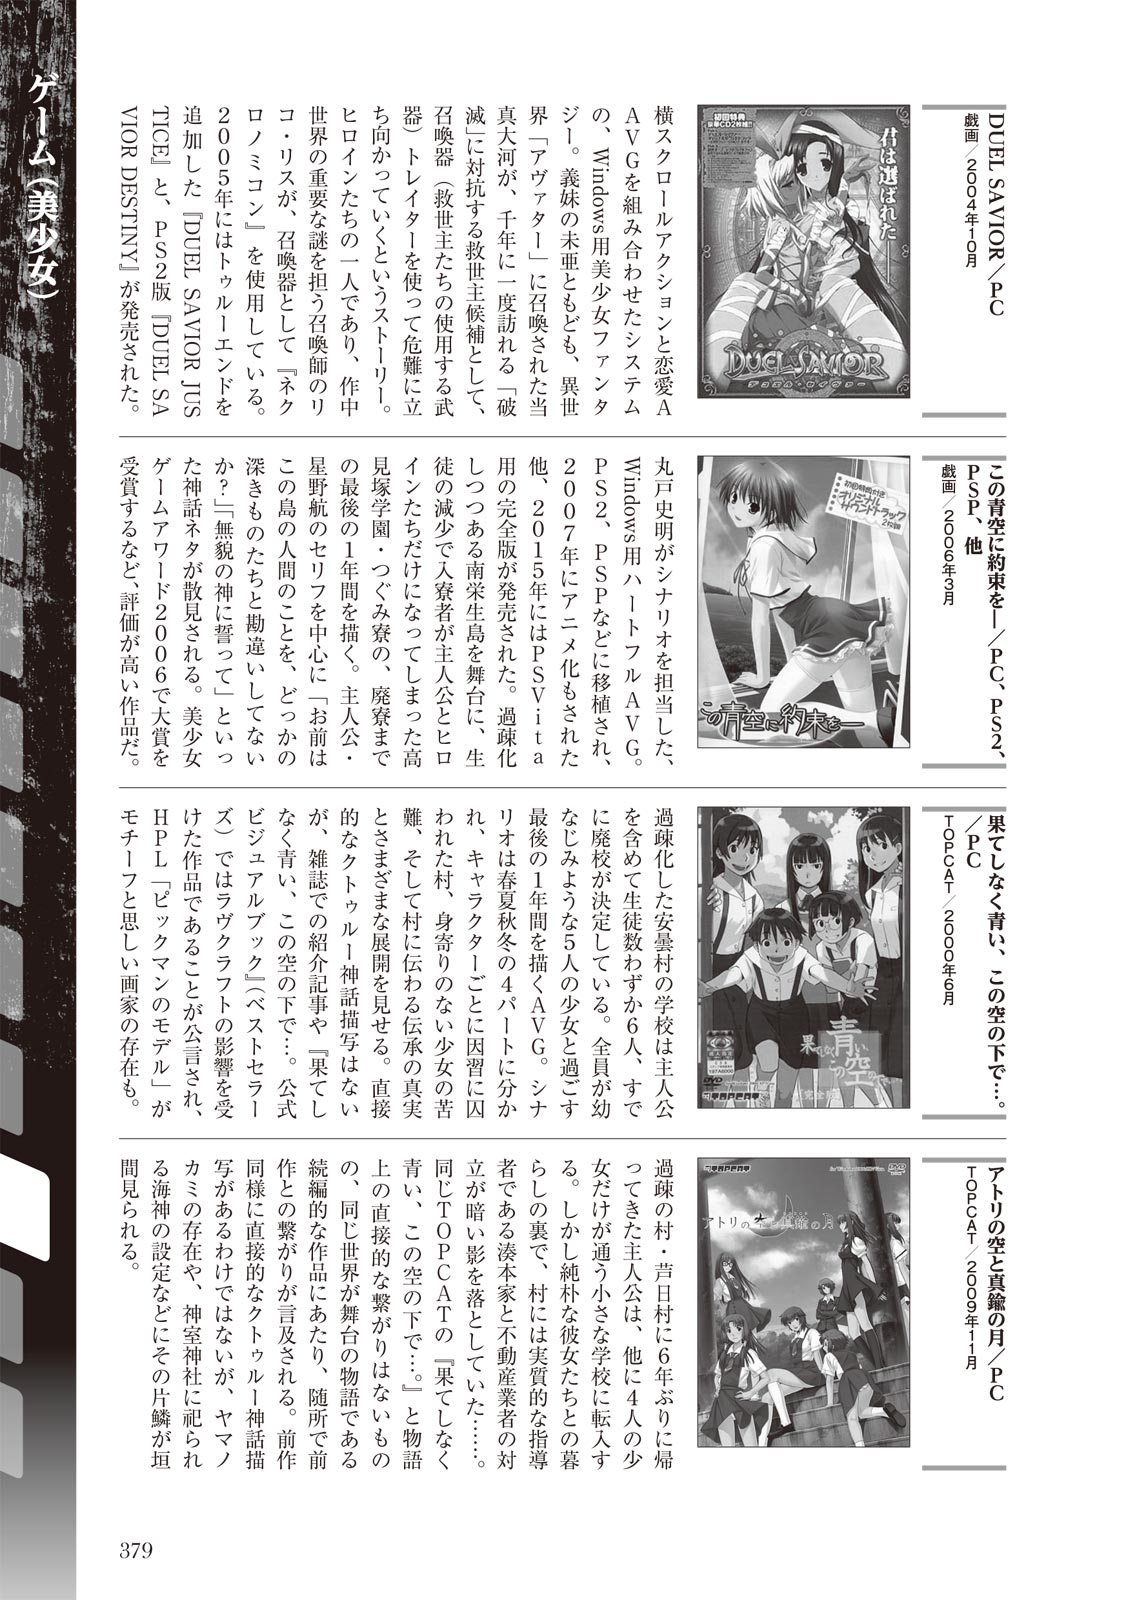 ゲーム（美少女）
DUEL SAVIOR／PC
戯画／2004年10月
初回特典
豪華CD2枚組!!
君は選ばれた
DUEL SAVIOR
デュエル・セイヴァー
横スクロールアクションと恋愛A
AVGを組み合わせたシステム
の、Windows用美少女ファンタ
ジー。義妹の未亜ともども、異世
界「アヴァター」に召喚された当
真大河が、千年に一度訪れる「破
滅」に対抗する救世主候補として、
召喚器（救世主たちの使用する武
器）トレイターを使って危難に立
ち向かっていくというストーリー。
ヒロインたちの一人であり、作中
世界の重要な謎を担う召喚師のリ
コ・リスが、召喚器として『ネク
ロノミコン』を使用している。
2005年にはトゥルーエンドを
追加した『DUEL SAVIOR JUS
TICE』と、PS2版『DUEL SA
VIOR DESTINY』が発売された。
この青空に約束を―／PC、PS2、
PSP、他
戯画／2006年3月
初回特典付き
オリジナル
サウンドトラック
2枚組
この青空に約束を―
丸戸史明がシナリオを担当した、
Windows用ハートフルAVG。
PS2、PSPなどに移植され、
2007年にアニメ化もされた
他、2015年にはPSVita
用の完全版が発売された。過疎化
しつつある南栄生島を舞台に、生
徒の減少で入寮者が主人公とヒロ
インたちだけになってしまった高
見塚学園・つぐみ寮の、廃寮まで
の最後の1年間を描く。主人公・
星野航のセリフを中心に「お前は
この島の人間のことを、どっかの
深きものたちと勘違いしてない
か？」「無貌の神に誓って」といっ
た神話ネタが散見される。美少女
ゲームアワード2006で大賞を
受賞するなど、評価が高い作品だ。
果てしなく青い、この空の下で…。
／PC
TOPCAT／2000年6月
果てしなく
青い、
この空の
完全版
DVD
TOPCAT
過疎化した安曇村の学校は主人公
を含めて生徒数わずか6人、すで
に廃校が決定している。全員が幼
なじみような5人の少女と過ごす
最後の1年間を描くAVG。シナ
リオは春夏秋冬の4パートに分か
れ、キャラクターごとに因習に囚
われた村、身寄りのない少女の苦
難、そして村に伝わる伝承の真実
とさまざまな展開を見せる。直接
的なクトゥルー神話描写はない
が、雑誌での紹介記事や『果てし
なく青い、この空の下で…。公式
ビジュアルブック』（ベストセラー
ズ）ではラヴクラフトの影響を受
けた作品であることが公言され、
HPL「ピックマンのモデル」が
モチーフと思しい画家の存在も。
アトリの空と真鍮の月／PC
TOPCAT／2009年11月
TOPCAT
DVD
アトリの空と真鍮の月
過疎の村・芦日村に6年ぶりに帰
ってきた主人公は、他に4人の少
女だけが通う小さな学校に転入す
る。しかし純朴な彼女たちとの暮
らしの裏で、村には実質的な指導
者である湊本家と不動産業者の対
立が暗い影を落としていた……。
同じTOPCATの『果てしなく
青い、この空の下で…。』と物語
上の直接的な繋がりはないもの
の、同じ世界が舞台の物語である
続編的な作品にあたり、随所で前
作との繋がりが言及される。前作
同様に直接的なクトゥルー神話描
写があるわけではないが、ヤマノ
カミの存在や、神室神社に祀られ
る海神の設定などにその片鱗が垣
間見られる。
379